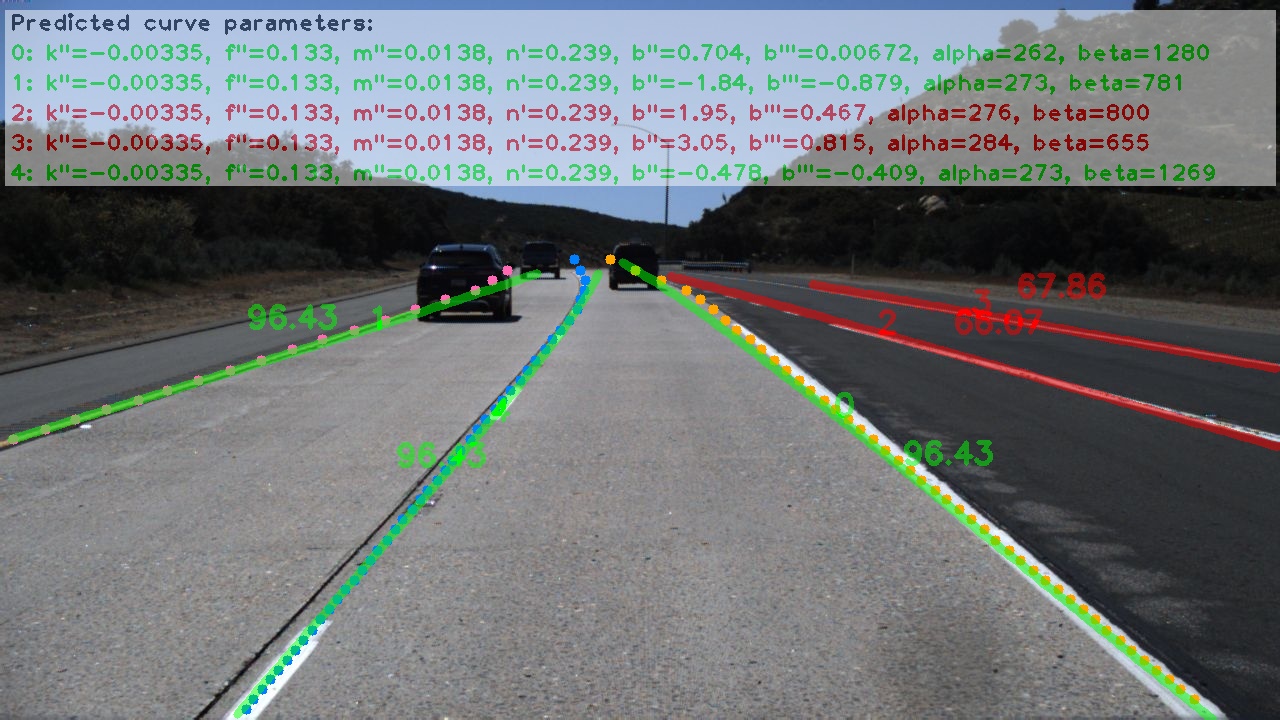 Predicted curve parameters:
0: k''=-0.00335, f''=0.133, m''=0.0138, n'=0.239, b''=0.704, b'''=0.00672, alpha=262, beta=1280
1: k''=-0.00335, f''=0.133, m''=0.0138, n'=0.239, b''=-1.84, b'''=-0.879, alpha=273, beta=781
2: k''=-0.00335, f''=0.133, m''=0.0138, n'=0.239, b''=1.95, b'''=0.467, alpha=276, beta=800
3: k''=-0.00335, f''=0.133, m''=0.0138, n'=0.239, b''=3.05, b'''=0.815, alpha=284, beta=655
4: k''=-0.00335, f''=0.133, m''=0.0138, n'=0.239, b''=-0.478, b'''=-0.409, alpha=273, beta=1269
3 67.86
96.43 1
2 66.07
0
96.43